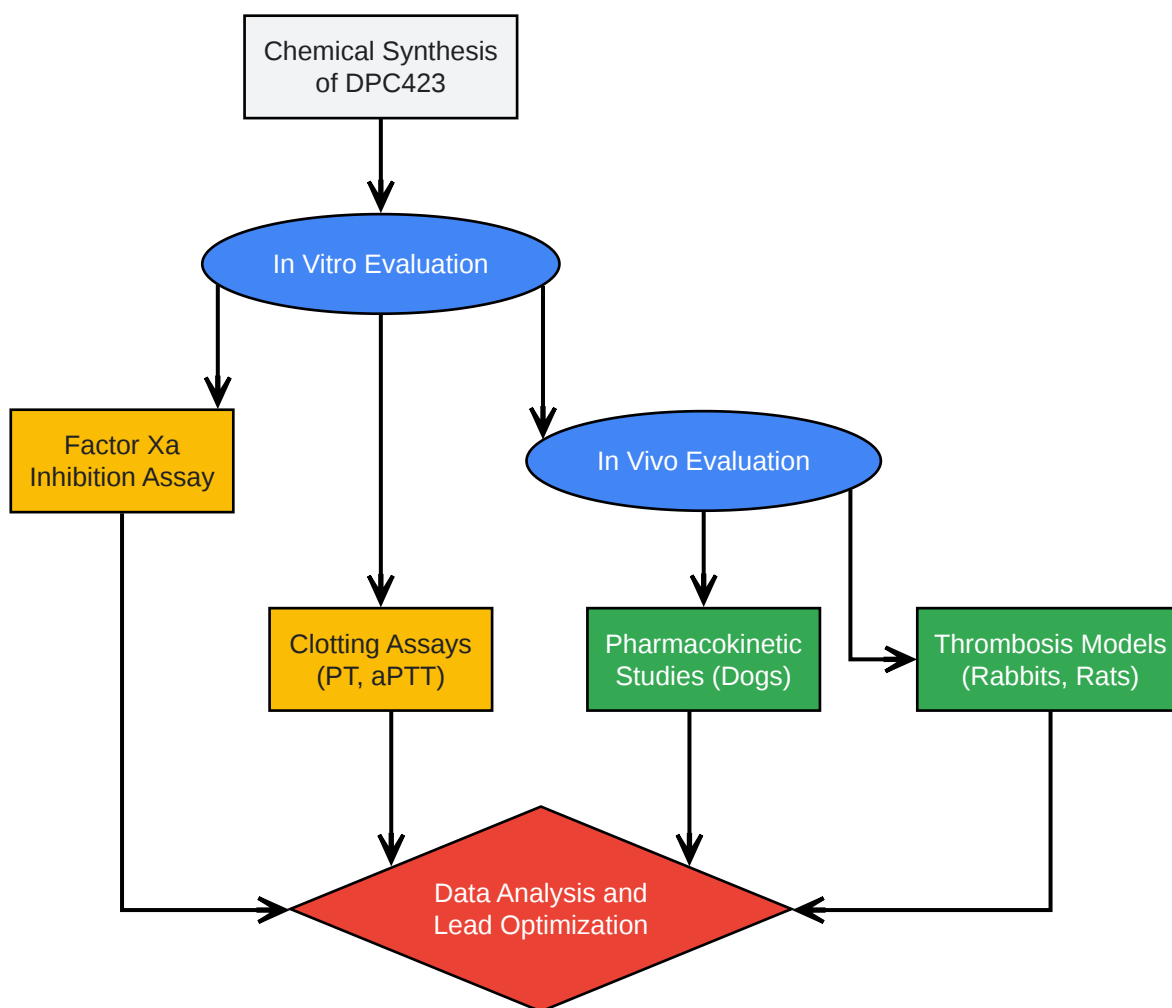 Chemical Synthesis
of DPC423
In Vitro Evaluation
Factor Xa
Inhibition Assay
In Vivo Evaluation
Clotting Assays
(PT, aPTT)
Pharmacokinetic
Studies (Dogs)
Thrombosis Models
(Rabbits, Rats)
Data Analysis and
Lead Optimization